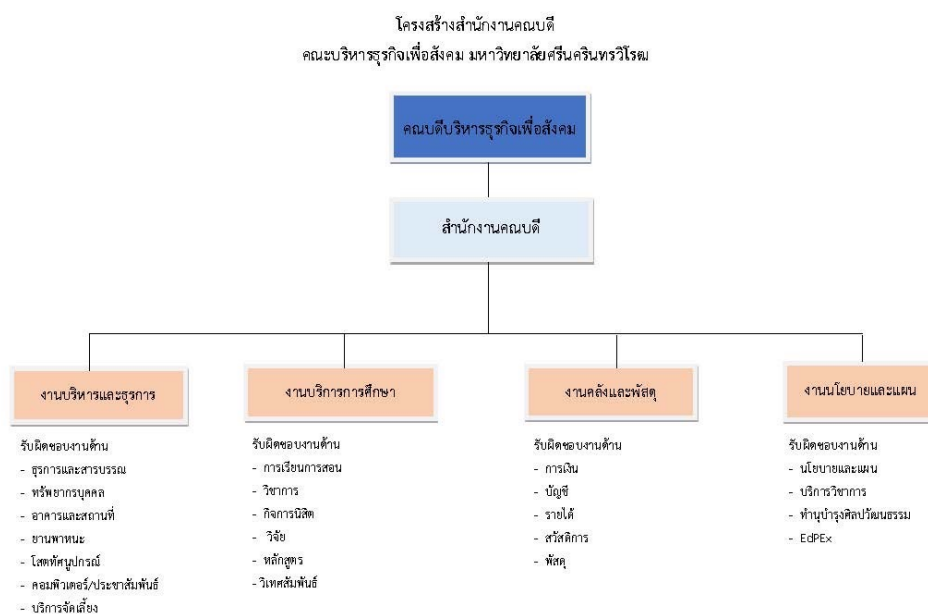 โครงสร้างสำนักงานคณบดี
คณะบริหารธุรกิจเพื่อสังคม มหาวิทยาลัยศรีนครินทรวิโรฒ
คณบดีบริหารธุรกิจเพื่อสังคม
สำนักงานคณบดี
งานบริหารและธุรการ
รับผิดชอบงานด้าน
- ธุรการและสารบรรณ
- ทรัพยากรบุคคล
- อาคารและสถานที่
- ยานพาหนะ
- โสตทัศนูปกรณ์
- คอมพิวเตอร์/ประชาสัมพันธ์
- บริการจัดเลี้ยง
งานบริการการศึกษา
รับผิดชอบงานด้าน
- การเรียนการสอน
- วิชาการ
- กิจการนิสิต
- วิจัย
- หลักสูตร
- วิเทศสัมพันธ์
งานคลังและพัสดุ
รับผิดชอบงานด้าน
- การเงิน
- บัญชี
- รายได้
- สวัสดิการ
- พัสดุ
งานนโยบายและแผน
รับผิดชอบงานด้าน
- นโยบายและแผน
- บริการวิชาการ
- ทำนุบำรุงศิลปวัฒนธรรม
- EdPEx